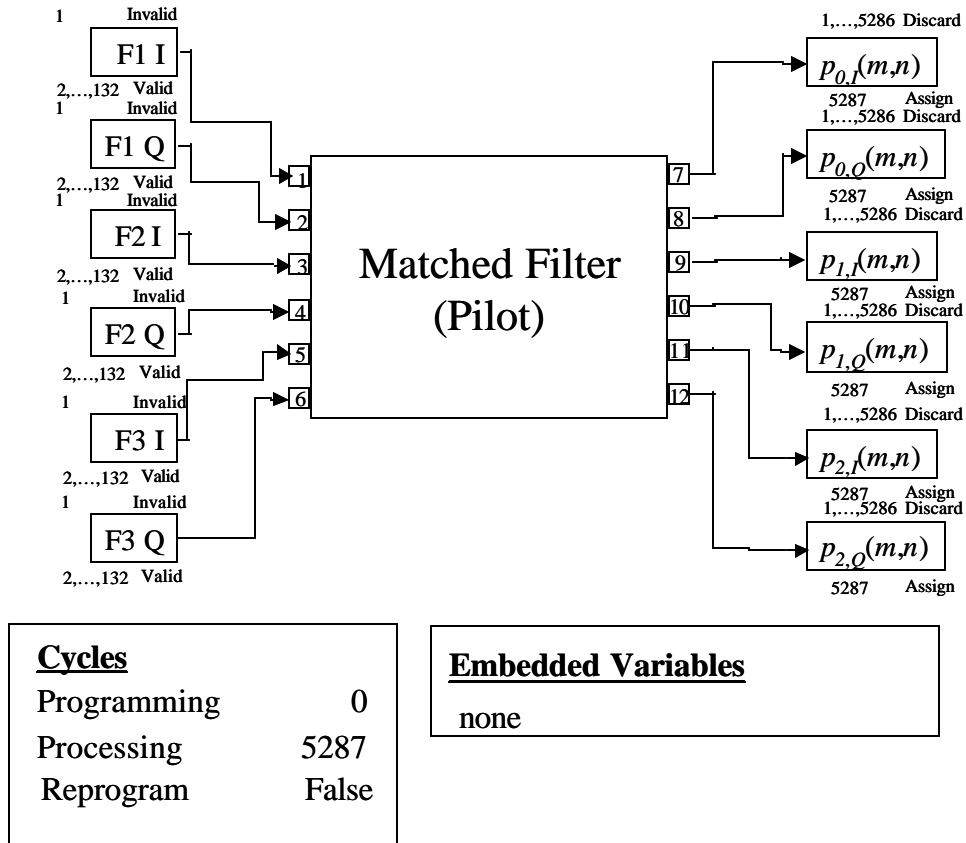 1 Invalid
F1 I
2,…,132 Valid
1 Invalid
F1 Q
2,…,132 Valid
1 Invalid
F2 I
2,…,132 Valid
1 Invalid
F2 Q
2,…,132 Valid
1 Invalid
F3 I
2,…,132 Valid
1 Invalid
F3 Q
2,…,132 Valid
1
2
3
4
5
6
Matched Filter
(Pilot)
7
8
9
10
11
12
1,…,5286 Discard
p0,I(m,n)
5287 Assign
1,…,5286 Discard
p0,Q(m,n)
5287 Assign
1,…,5286 Discard
p1,I(m,n)
5287 Assign
1,…,5286 Discard
p1,Q(m,n)
5287 Assign
1,…,5286 Discard
p2,I(m,n)
5287 Assign
1,…,5286 Discard
p2,Q(m,n)
5287 Assign
Cycles
Programming 0
Processing 5287
Reprogram False
Embedded Variables
none